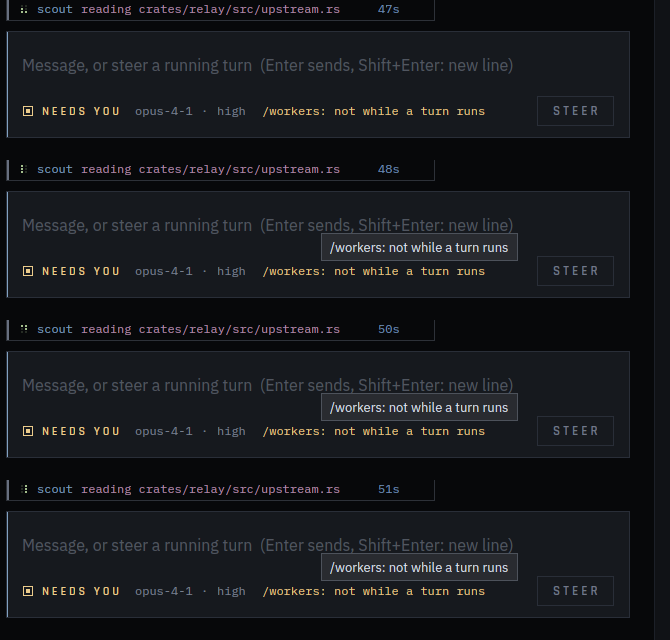 scout reading crates/relay/src/upstream.rs 47s
Message, or steer a running turn (Enter sends, Shift+Enter: new line)
NEEDS YOU opus-4-1 · high /workers: not while a turn runs STEER
scout reading crates/relay/src/upstream.rs 48s
Message, or steer a running turn (Enter sends, Shift+Enter: new line)
/workers: not while a turn runs
NEEDS YOU opus-4-1 · high /workers: not while a turn runs STEER
scout reading crates/relay/src/upstream.rs 50s
Message, or steer a running turn (Enter sends, Shift+Enter: new line)
/workers: not while a turn runs
NEEDS YOU opus-4-1 · high /workers: not while a turn runs STEER
scout reading crates/relay/src/upstream.rs 51s
Message, or steer a running turn (Enter sends, Shift+Enter: new line)
/workers: not while a turn runs
NEEDS YOU opus-4-1 · high /workers: not while a turn runs STEER